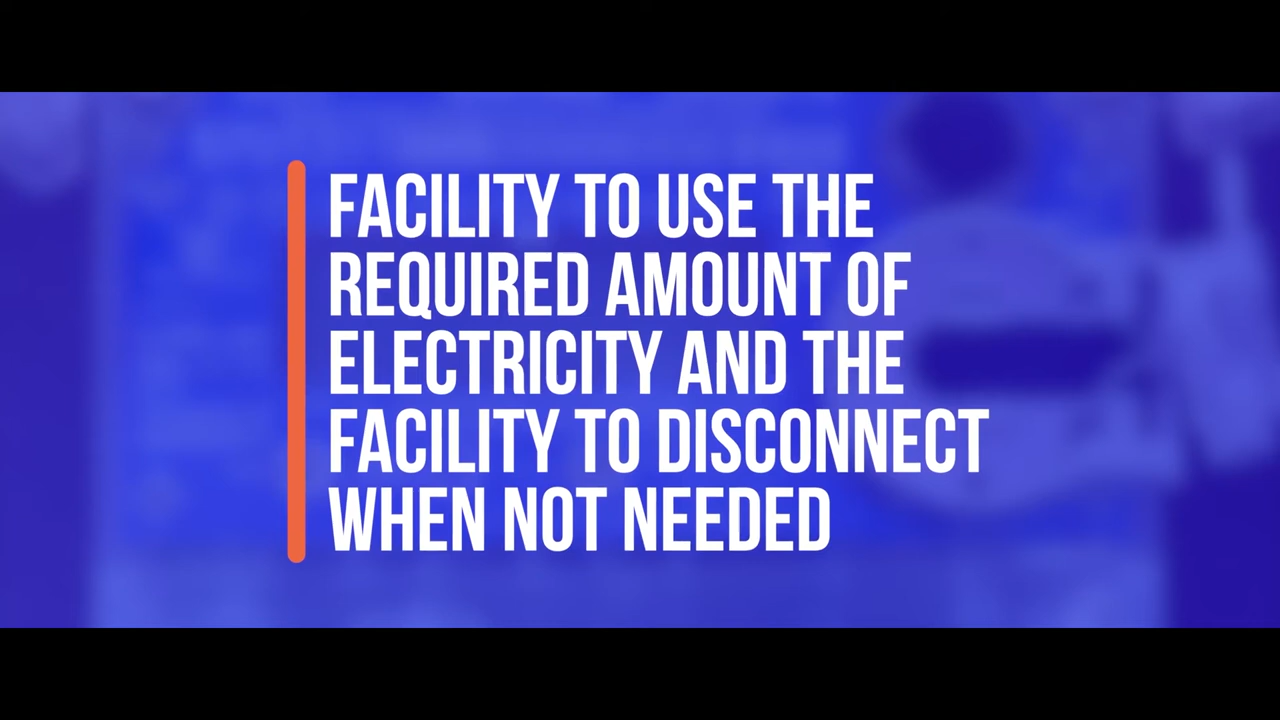 FACILITY TO USE THE
REQUIRED AMOUNT OF
ELECTRICITY AND THE
FACILITY TO DISCONNECT
WHEN NOT NEEDED